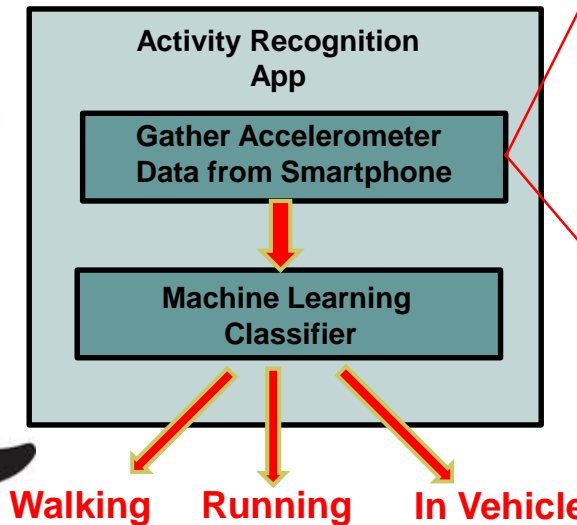 Activity Recognition
App
Gather Accelerometer
Data from Smartphone
Machine Learning
Classifier
Walking Running In Vehicle